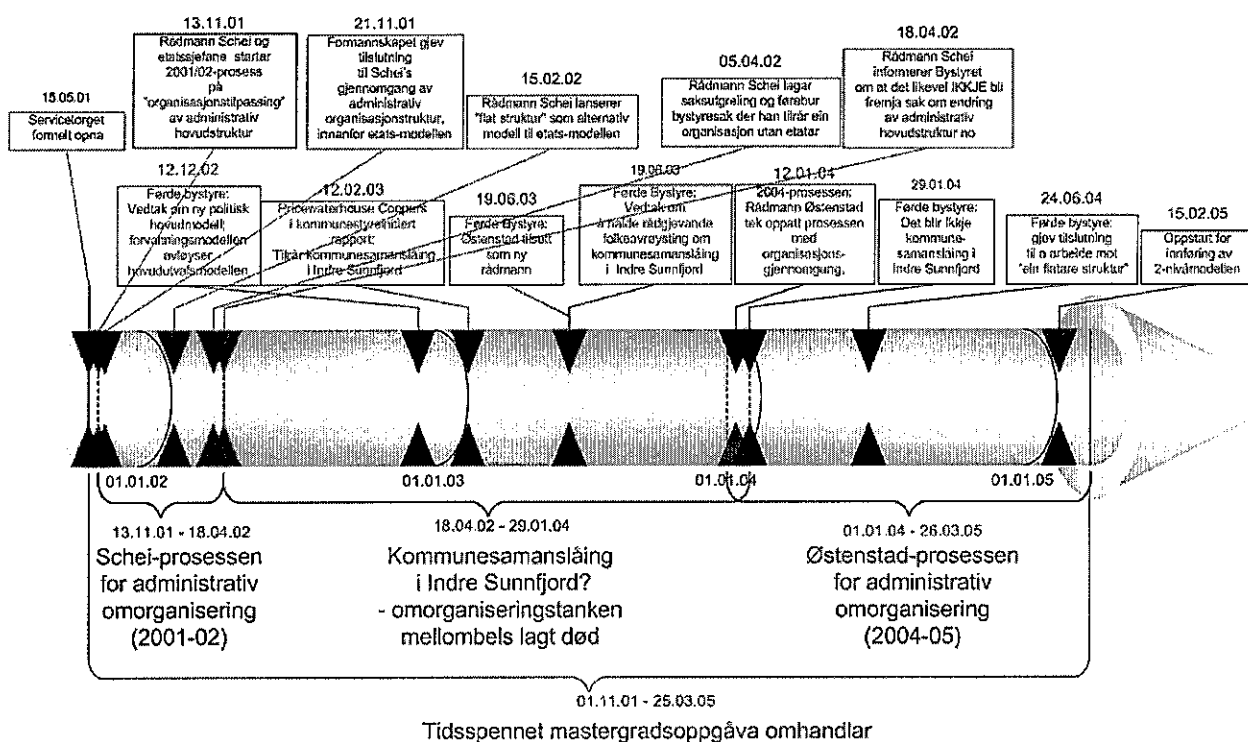 15.05.01
Servicetorget
formelt opna
13.11.01
Rådmann Schei og
etatssjefane startar
2001/02-prosess
på
"organisasjonstilpassing"
av administrativ
hovudstruktur
21.11.01
Formannskapet gjev
tilslutning
til Schei's
gjennomgang av
administrativ
organisasjonstruktur,
innanfor etats-modellen
15.02.02
Rådmann Schei lanserer
"flat struktur" som alternativ
modell til etats-modellen
05.04.02
Rådmann Schei lagar
saksutgreiing og førebur
bystyresak der han tilrår ein
organisasjon utan etatar
18.04.02
Rådmann Schei
informerer Bystyret
om at det likevel IKKJE bli
fremja sak om endring
av administrativ
hovudstruktur no
12.12.02
Førde bystyre:
Vedtak om ny politisk
hovudmodell;
forvaltningsmodellen
avløyser
hovudutvalsmodellen
12.02.03
Pricewaterhouse Coopers
i kommunestyreinitiert
rapport:
Tilrår kommunesamanslåing
i Indre Sunnfjord
19.06.03
Førde Bystyre:
Østenstad tilsatt
som ny
rådmann
19.06.03
Førde Bystyre:
Vedtak om
å halde rådgjevande
folkeavrøysting om
kommunesamanslåing
i Indre Sunnfjord
12.01.04
2004-prosessen:
Rådmann Østenstad
tek oppatt prosessen
med
organisasjons-
gjennomgang,
29.01.04
Førde bystyre:
Det blir ikkje
kommune-
samanslåing i
Indre Sunnfjord
24.06.04
Førde bystyre:
gjev tilslutning
til å arbeide mot
"ein flatare struktur"
15.02.05
Oppstart for
innføring av
2-nivåmodellen
01.01.02
01.01.03
01.01.04
01.01.05
13.11.01 - 18.04.02
Schei-prosessen
for administrativ
omorganisering
(2001-02)
18.04.02 - 29.01.04
Kommunesamanslåing
i Indre Sunnfjord?
- omorganiseringstanken
mellombels lagt død
01.01.04 - 26.03.05
Østenstad-prosessen
for administrativ
omorganisering
(2004-05)
01.11.01 - 25.03.05
Tidsspennet mastergradsoppgåva omhandlar